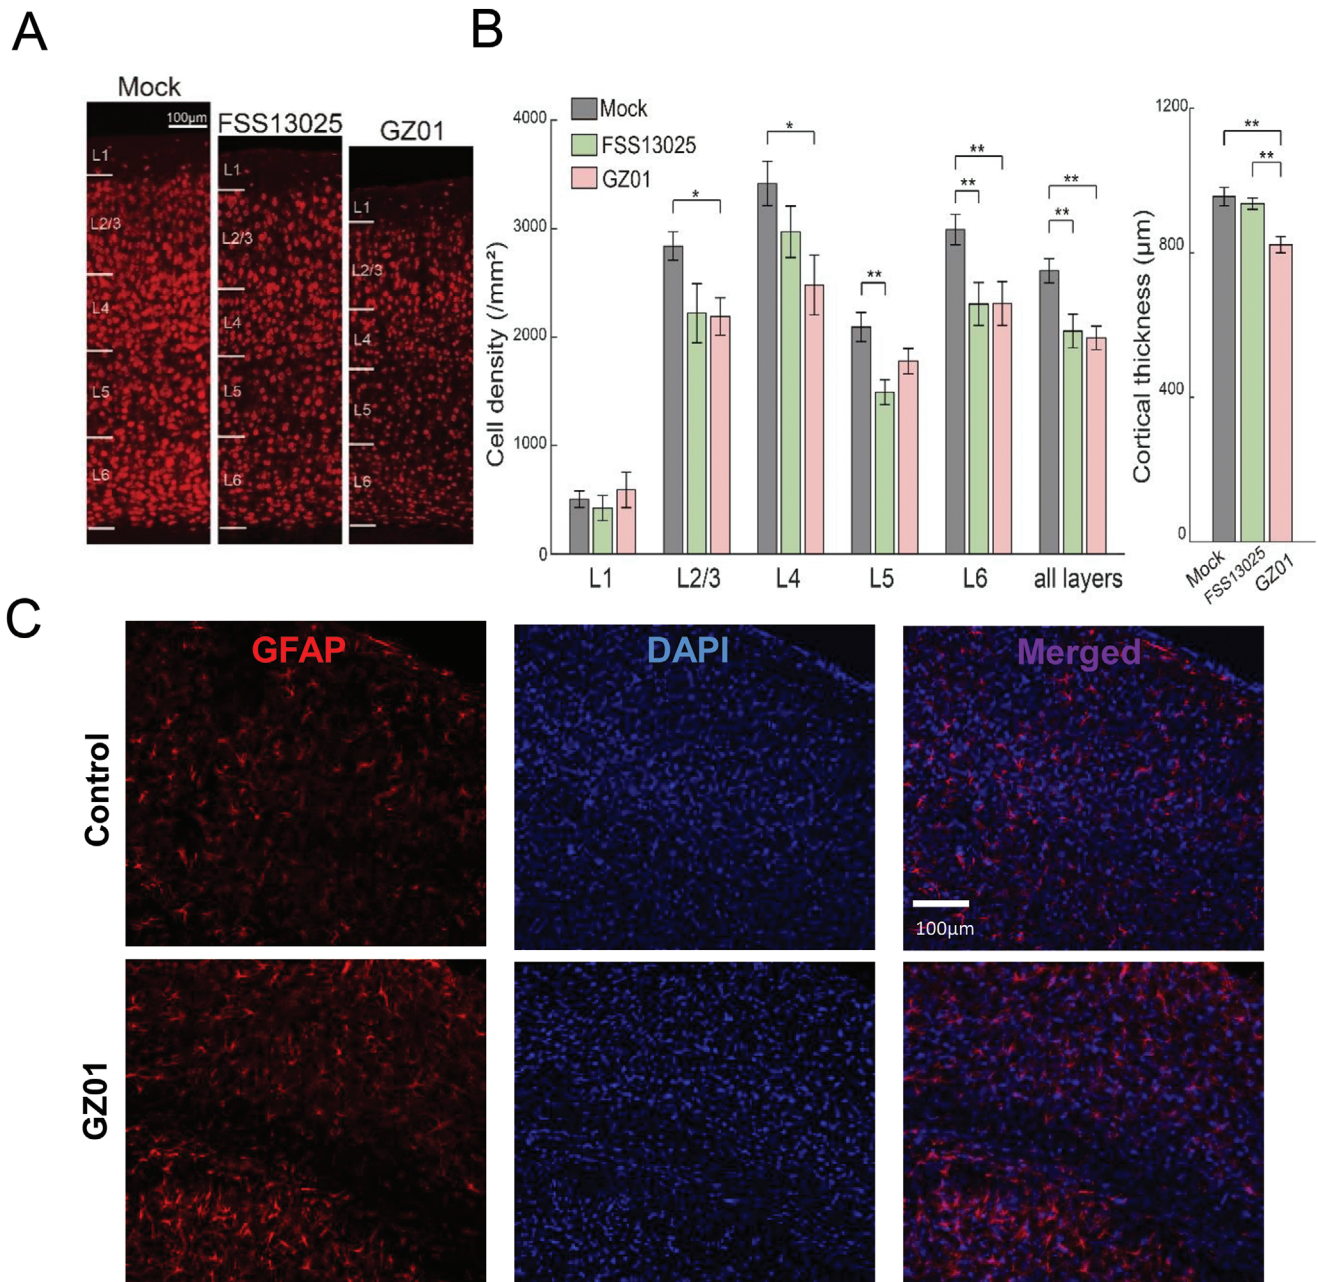 A
Mock
100µm
L1
L2/3
L4
L5
L6
FSS13025
L1
L2/3
L4
L5
L6
GZ01
L1
L2/3
L4
L5
L6
B
Mock
FSS13025
GZ01
Cell density (/mm²)
4000
3000
2000
1000
0
*
*
**
**
**
**
**
L1 L2/3 L4 L5 L6 all layers
Cortical thickness (µm)
1200
800
400
0
**
**
Mock
FSS13025
GZ01
C
GFAP DAPI Merged
Control
100µm
GZ01